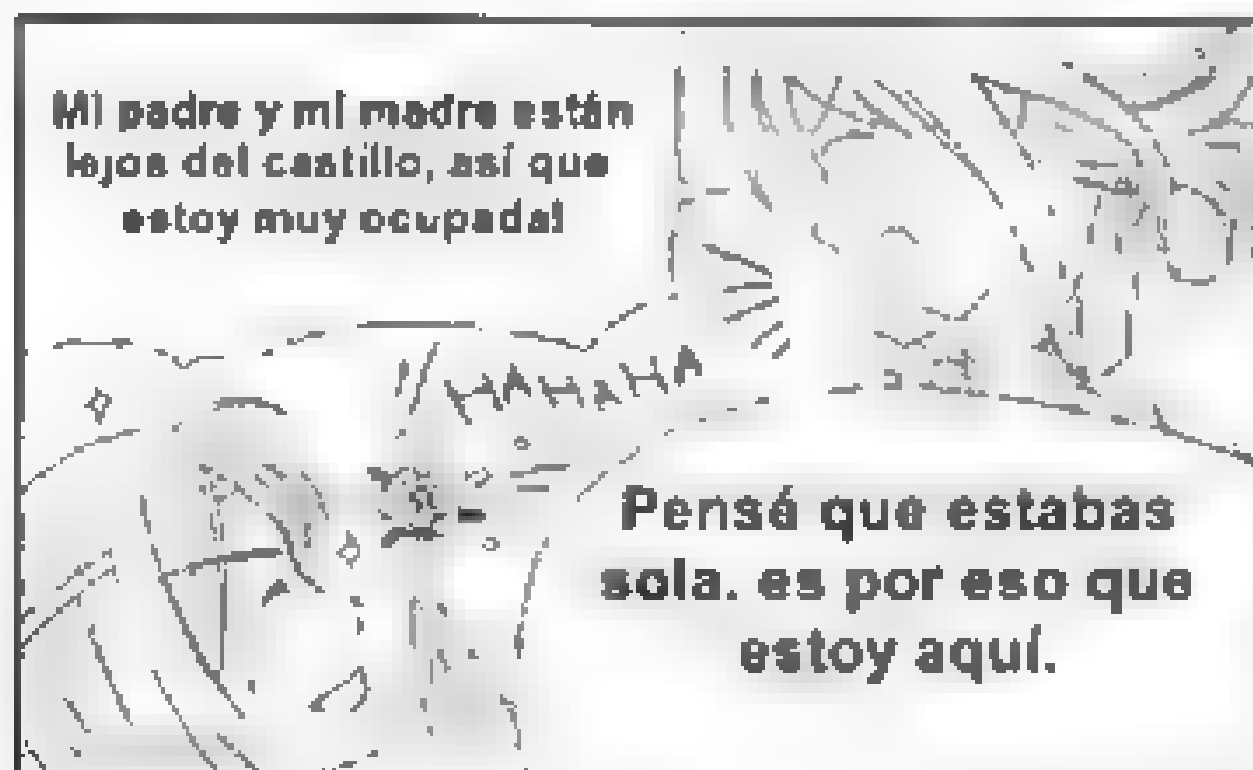 Mi padre y mi madre están
lejos del castillo, así que
estoy muy ocupada!
HAHAHA
Pensé que estabas
sola. es por eso que
estoy aquí.